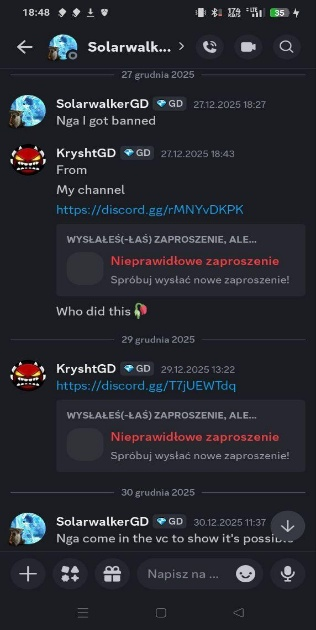 18:48
174
KB/s
35
Solarwalk...
27 grudnia 2025
SolarwalkerGD GD 27.12.2025 18:27
Nga I got banned
KryshtGD GD 27.12.2025 18:43
From
My channel
https://discord.gg/rMNYvDKPK
WYSŁAŁEŚ(-ŁAŚ) ZAPROSZENIE, ALE...
Nieprawidłowe zaproszenie
Spróbuj wysłać nowe zaproszenie!
Who did this
29 grudnia 2025
KryshtGD GD 29.12.2025 13:22
https://discord.gg/T7jUEWTdq
WYSŁAŁEŚ(-ŁAŚ) ZAPROSZENIE, ALE...
Nieprawidłowe zaproszenie
Spróbuj wysłać nowe zaproszenie!
30 grudnia 2025
SolarwalkerGD GD 30.12.2025 11:37
Nga come in the vc to show it's possible
Napisz na ...